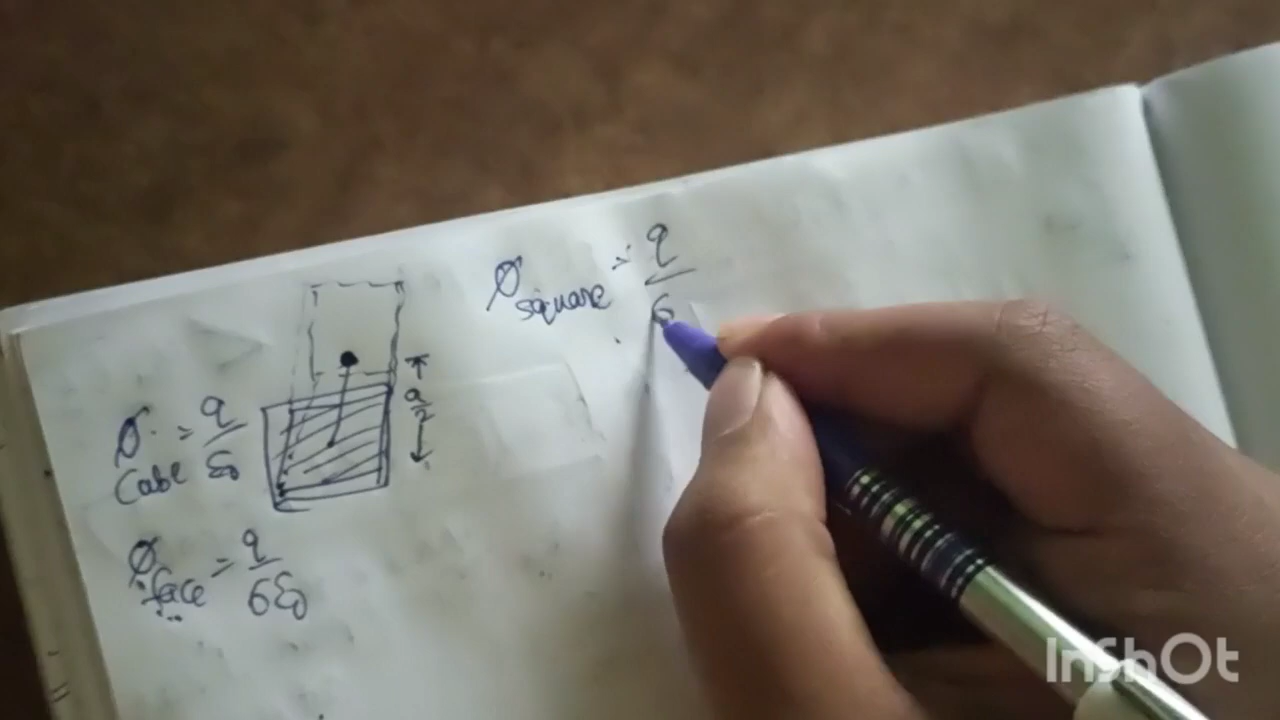 Ø square = q/6
a/2
Ø cube = q/ε0
Ø face = q/6ε0
InShOt